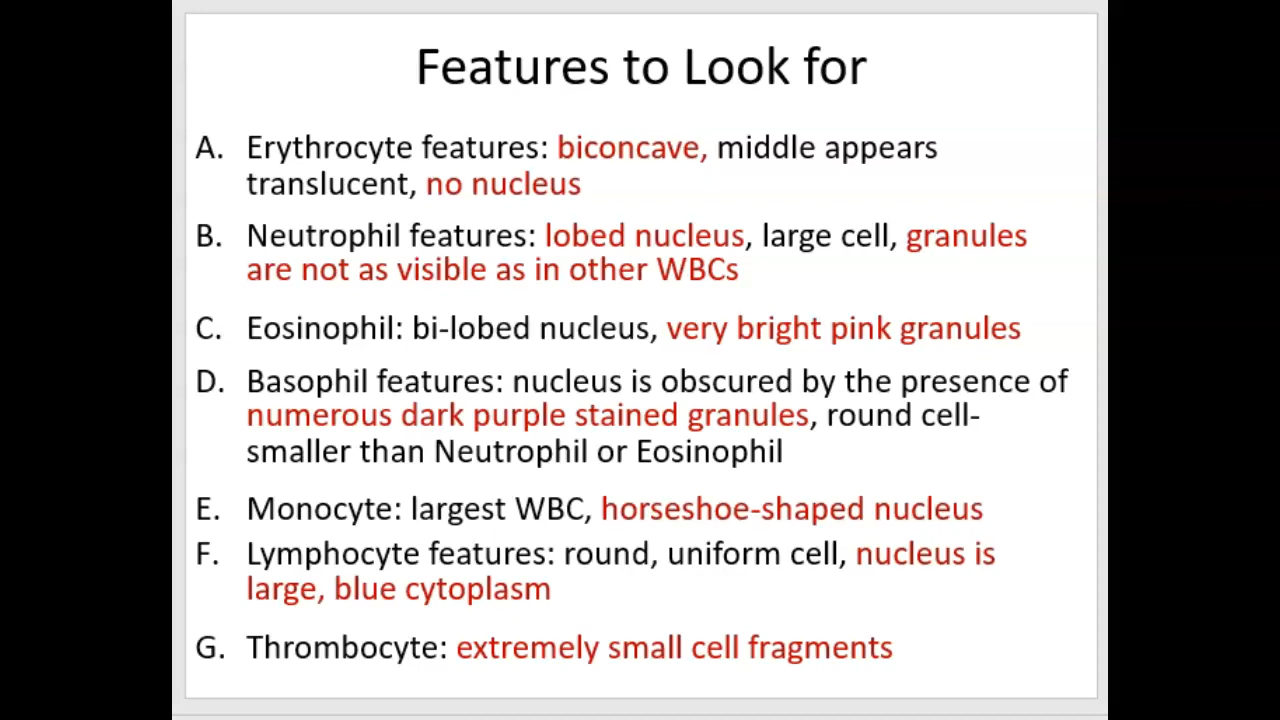 Features to Look for
A. Erythrocyte features: biconcave, middle appears
translucent, no nucleus
B. Neutrophil features: lobed nucleus, large cell, granules
are not as visible as in other WBCs
C. Eosinophil: bi-lobed nucleus, very bright pink granules
D. Basophil features: nucleus is obscured by the presence of
numerous dark purple stained granules, round cell-
smaller than Neutrophil or Eosinophil
E. Monocyte: largest WBC, horseshoe-shaped nucleus
F. Lymphocyte features: round, uniform cell, nucleus is
large, blue cytoplasm
G. Thrombocyte: extremely small cell fragments